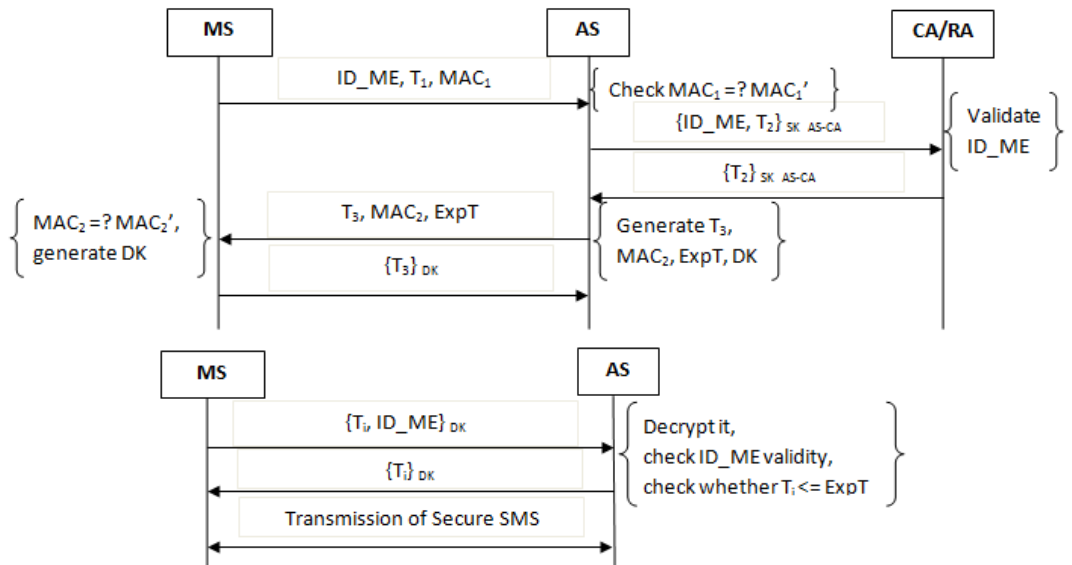 MS
AS
CA/RA
ID_ME, T₁, MAC₁
Check MAC₁ =? MAC₁’
{ID_ME, T₂} SK AS-CA
Validate
ID_ME
{T₂} SK AS-CA
T₃, MAC₂, ExpT
MAC₂ =? MAC₂’,
generate DK
Generate T₃,
MAC₂, ExpT, DK
{T₃} DK
MS
AS
{Tᵢ, ID_ME} DK
Decrypt it,
check ID_ME validity,
check whether Tᵢ <= ExpT
{Tᵢ} DK
Transmission of Secure SMS